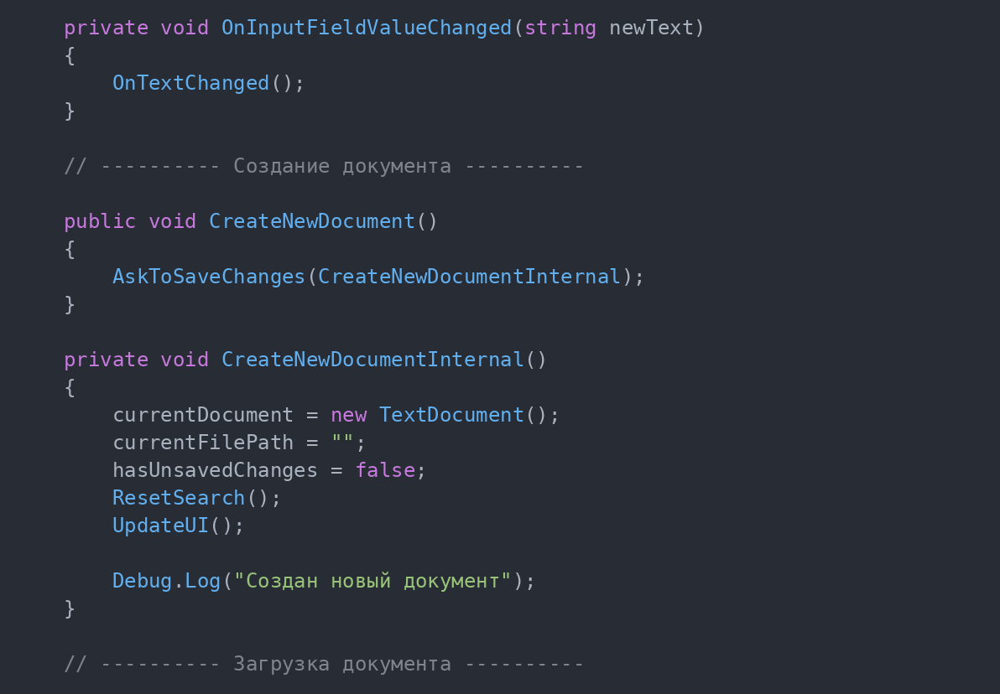 private void OnInputFieldValueChanged(string newText)
{
    OnTextChanged();
}

// ---------- Создание документа ----------

public void CreateNewDocument()
{
    AskToSaveChanges(CreateNewDocumentInternal);
}

private void CreateNewDocumentInternal()
{
    currentDocument = new TextDocument();
    currentFilePath = "";
    hasUnsavedChanges = false;
    ResetSearch();
    UpdateUI();

    Debug.Log("Создан новый документ");
}

// ---------- Загрузка документа ----------